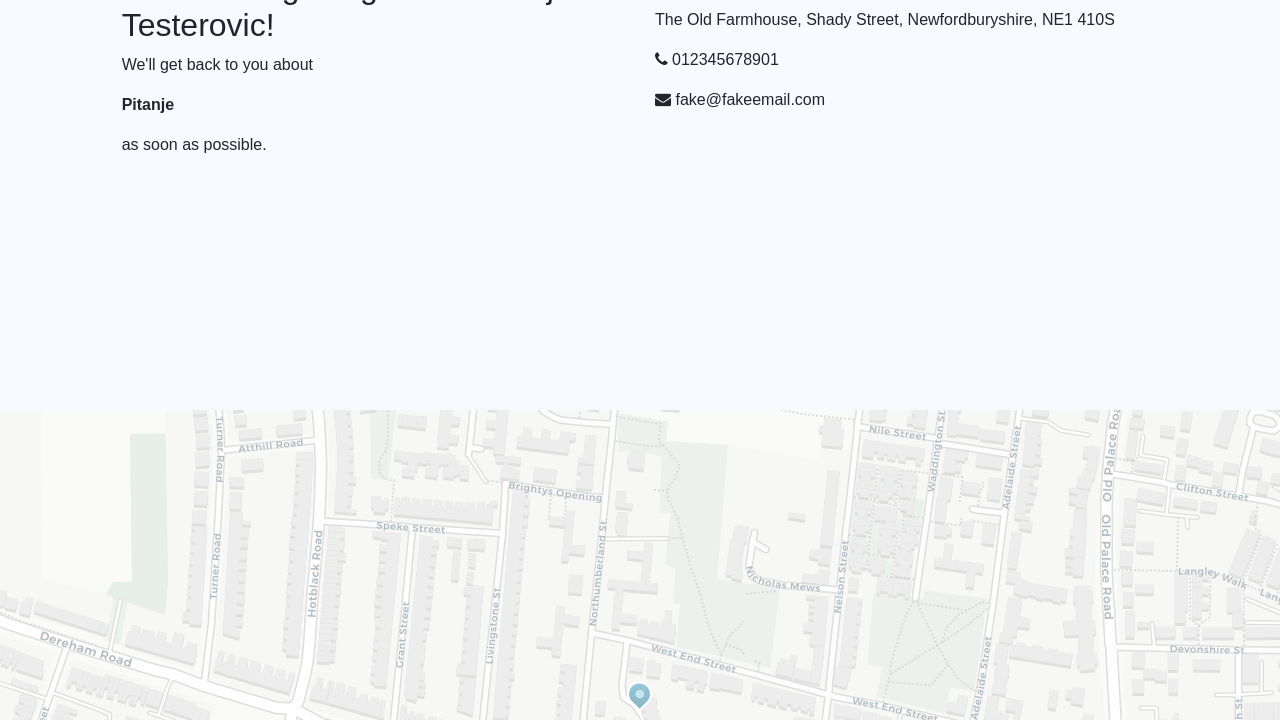 Testerovic!
We'll get back to you about
Pitanje
as soon as possible.
The Old Farmhouse, Shady Street, Newfordburyshire, NE1 410S
012345678901
fake@fakeemail.com
Turner Road
Atthill Road
Brightys Opening
Speke Street
Hotblack Road
Turner Road
Northumberland St
Grant Street
Livingstone St
Dereham Road
Nile Street
Waddington St
Adelaide Street
Old Palace Road
Clifton Street
Old Palace Road
Nelson Street
Nicholas Mews
Langley Walk
West End Street
Adelaide Street
Devonshire St
West End Street